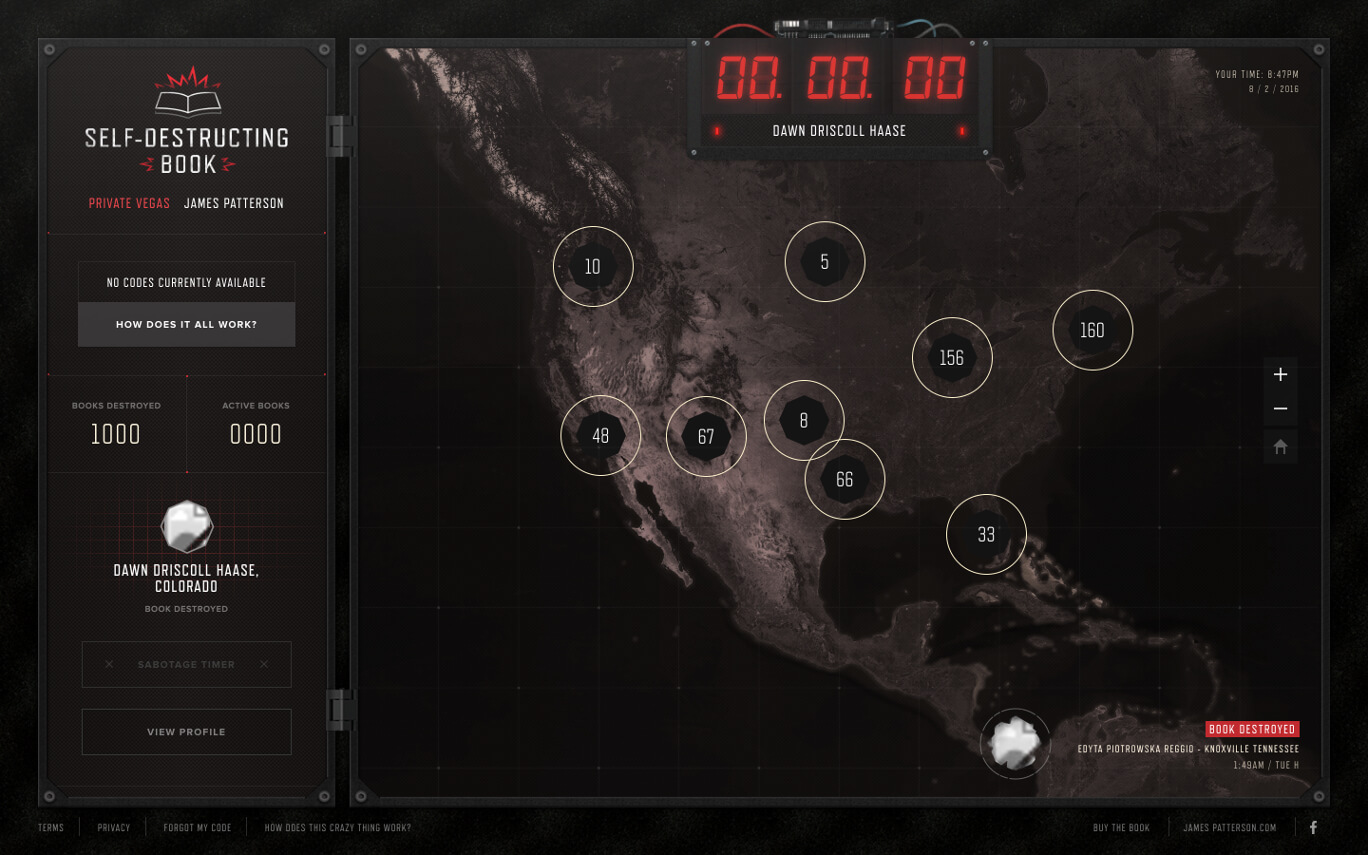 SELF-DESTRUCTING
BOOK
PRIVATE VEGAS JAMES PATTERSON
NO CODES CURRENTLY AVAILABLE
HOW DOES IT ALL WORK?
BOOKS DESTROYED
1000
ACTIVE BOOKS
0000
DAWN DRISCOLL HAASE,
COLORADO
BOOK DESTROYED
× SABOTAGE TIMER ×
VIEW PROFILE
00. 00. 00
DAWN DRISCOLL HAASE
YOUR TIME: 8:47PM
8 / 2 / 2016
10
5
160
156
8
48
67
66
33
+
−
BOOK DESTROYED
EDYTA PIOTROWSKA REGGIO - KNOXVILLE TENNESSEE
1:49AM / TUE H
TERMS PRIVACY FORGOT MY CODE HOW DOES THIS CRAZY THING WORK?
BUY THE BOOK JAMES PATTERSON.COM f